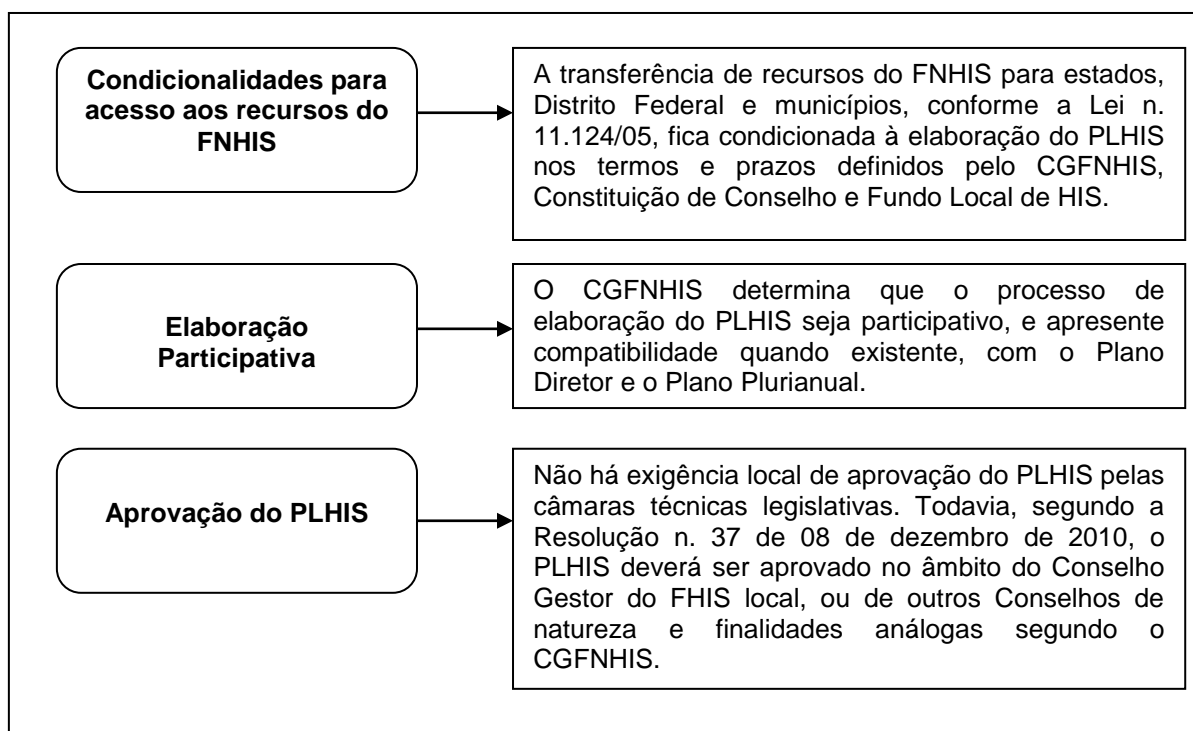 Condicionalidades para
acesso aos recursos do
FNHIS
A transferência de recursos do FNHIS para estados,
Distrito Federal e municípios, conforme a Lei n.
11.124/05, fica condicionada à elaboração do PLHIS
nos termos e prazos definidos pelo CGFNHIS,
Constituição de Conselho e Fundo Local de HIS.
Elaboração
Participativa
O CGFNHIS determina que o processo de
elaboração do PLHIS seja participativo, e apresente
compatibilidade quando existente, com o Plano
Diretor e o Plano Plurianual.
Aprovação do PLHIS
Não há exigência local de aprovação do PLHIS pelas
câmaras técnicas legislativas. Todavia, segundo a
Resolução n. 37 de 08 de dezembro de 2010, o
PLHIS deverá ser aprovado no âmbito do Conselho
Gestor do FHIS local, ou de outros Conselhos de
natureza e finalidades análogas segundo o
CGFNHIS.